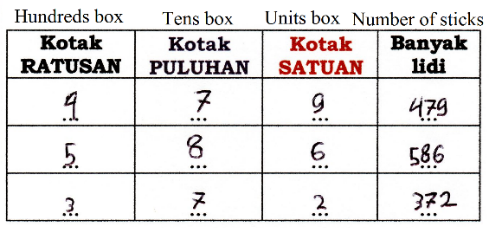 Hundreds box Tens box Units box Number of sticks
Kotak RATUSAN Kotak PULUHAN Kotak SATUAN Banyak lidi
4 7 9 479
5 8 6 586
3 7 2 372